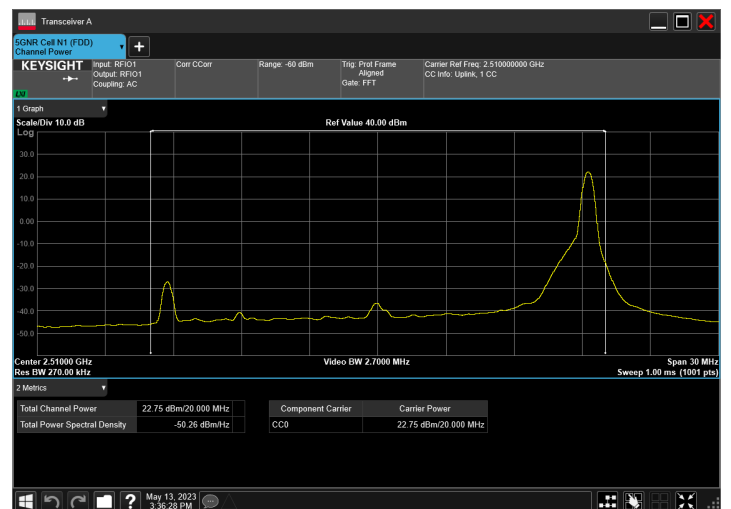 Transceiver A
5GNR Cell N1 (FDD)
Channel Power
KEYSIGHT
LXI
Input: RFIO1
Output: RFIO1
Coupling: AC
Corr CCorr
Range: -60 dBm
Trig: Prot Frame
Aligned
Gate: FFT
Carrier Ref Freq: 2.510000000 GHz
CC Info: Uplink, 1 CC
1 Graph
Scale/Div 10.0 dB
Ref Value 40.00 dBm
Log
30.0
20.0
10.0
0.00
-10.0
-20.0
-30.0
-40.0
-50.0
Center 2.51000 GHz
Video BW 2.7000 MHz
Span 30 MHz
Res BW 270.00 kHz
Sweep 1.00 ms (1001 pts)
2 Metrics
Total Channel Power 22.75 dBm/20.000 MHz
Total Power Spectral Density -50.26 dBm/Hz
Component Carrier Carrier Power
CC0 22.75 dBm/20.000 MHz
?
May 13, 2023
3:36:28 PM